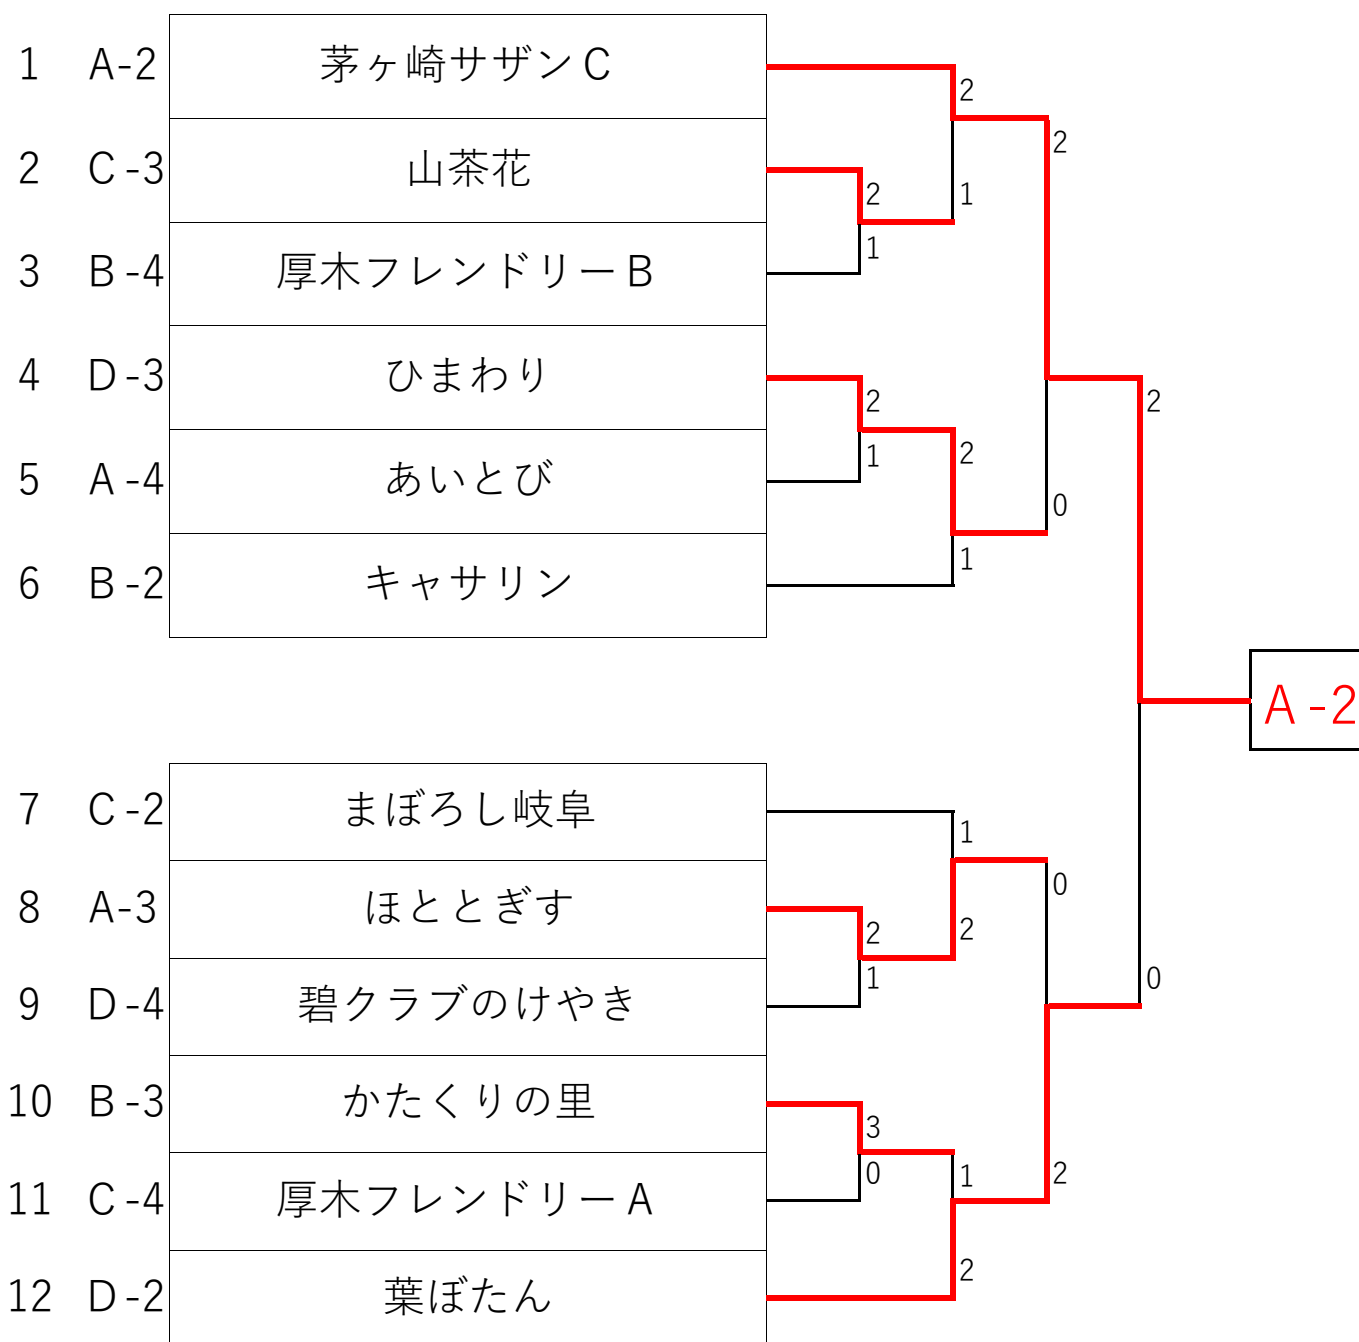 1 A-2 茅ヶ崎サザンC
2
2
2 C-3 山茶花
2
1
3 B-4 厚木フレンドリーB
1
4 D-3 ひまわり
2
2
5 A-4 あいとび
1
2
0
6 B-2 キャサリン
1
A-2
7 C-2 まぼろし岐阜
1
0
8 A-3 ほととぎす
2
2
9 D-4 碧クラブのけやき
1
0
10 B-3 かたくりの里
3
11 C-4 厚木フレンドリーA
0
1
2
12 D-2 葉ぼたん
2